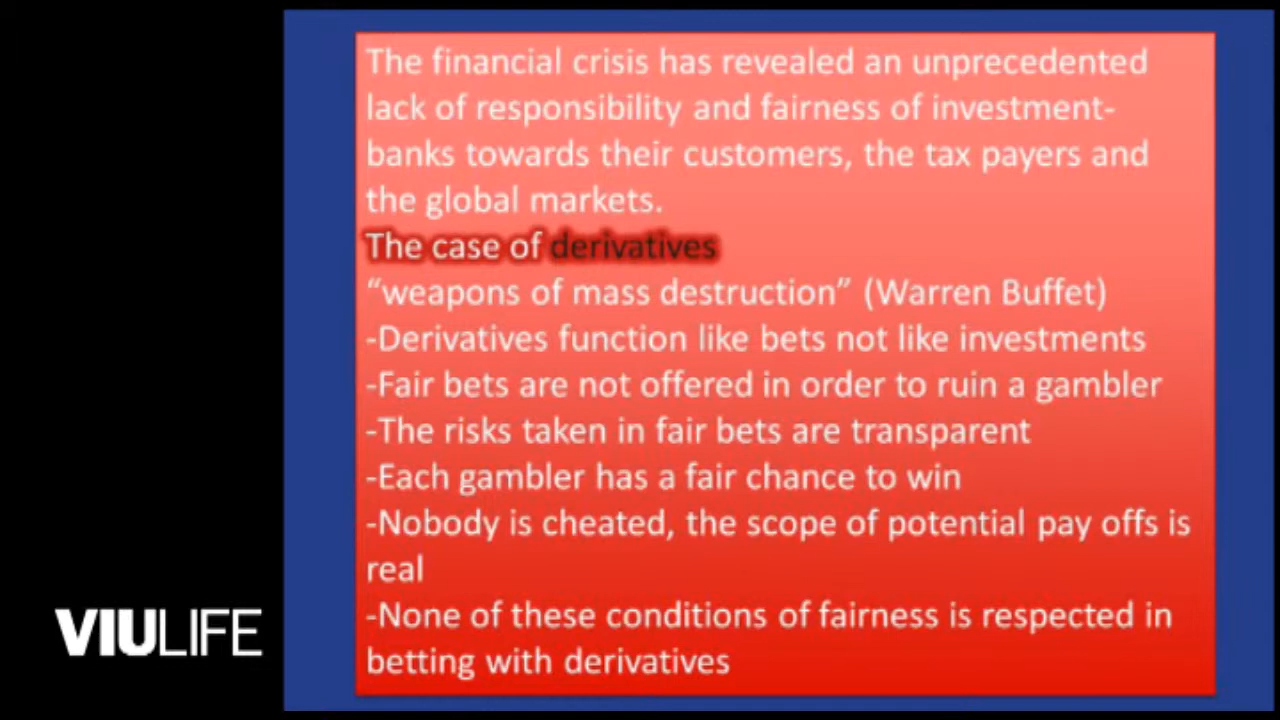 The financial crisis has revealed an unprecedented
lack of responsibility and fairness of investment-
banks towards their customers, the tax payers and
the global markets.
The case of derivatives
“weapons of mass destruction” (Warren Buffet)
-Derivatives function like bets not like investments
-Fair bets are not offered in order to ruin a gambler
-The risks taken in fair bets are transparent
-Each gambler has a fair chance to win
-Nobody is cheated, the scope of potential pay offs is
real
-None of these conditions of fairness is respected in
betting with derivatives
VIULIFE